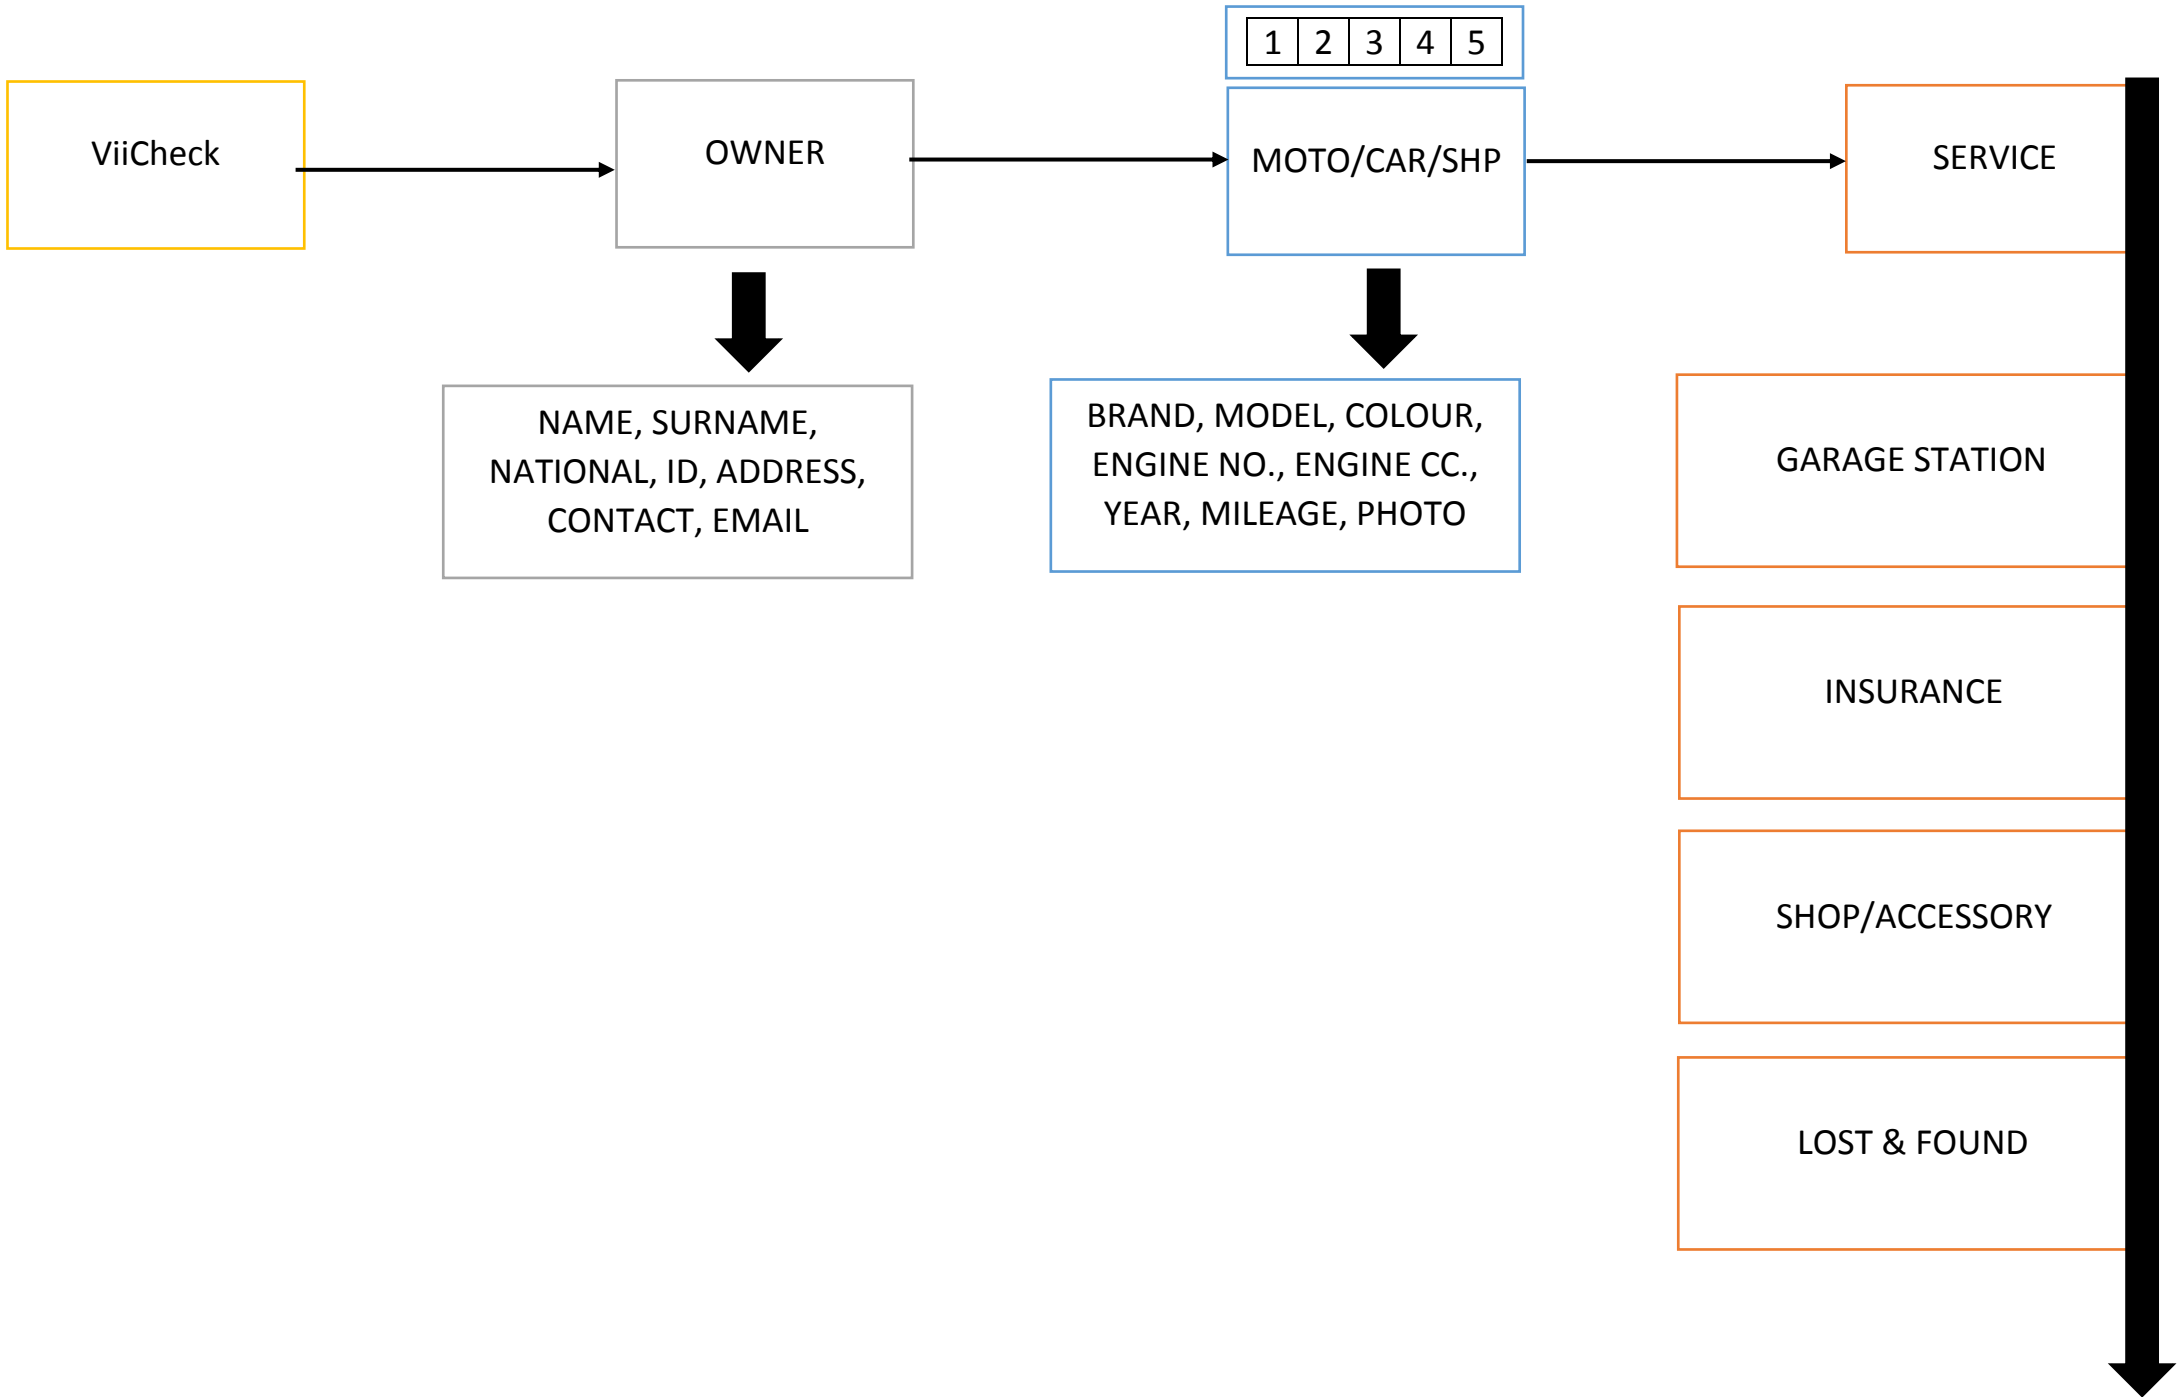 1 2 3 4 5
ViiCheck
OWNER
MOTO/CAR/SHP
SERVICE
NAME, SURNAME,
NATIONAL, ID, ADDRESS,
CONTACT, EMAIL
BRAND, MODEL, COLOUR,
ENGINE NO., ENGINE CC.,
YEAR, MILEAGE, PHOTO
GARAGE STATION
INSURANCE
SHOP/ACCESSORY
LOST & FOUND